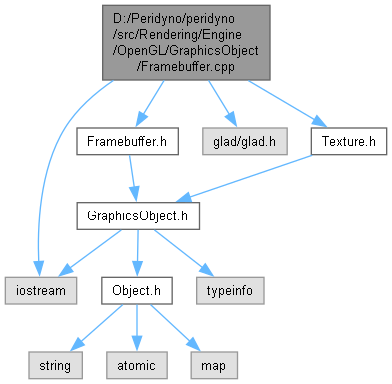 D:/Peridyno/peridyno
/src/Rendering/Engine
/OpenGL/GraphicsObject
/Framebuffer.cpp
Framebuffer.h
glad/glad.h
Texture.h
GraphicsObject.h
iostream
Object.h
typeinfo
string
atomic
map